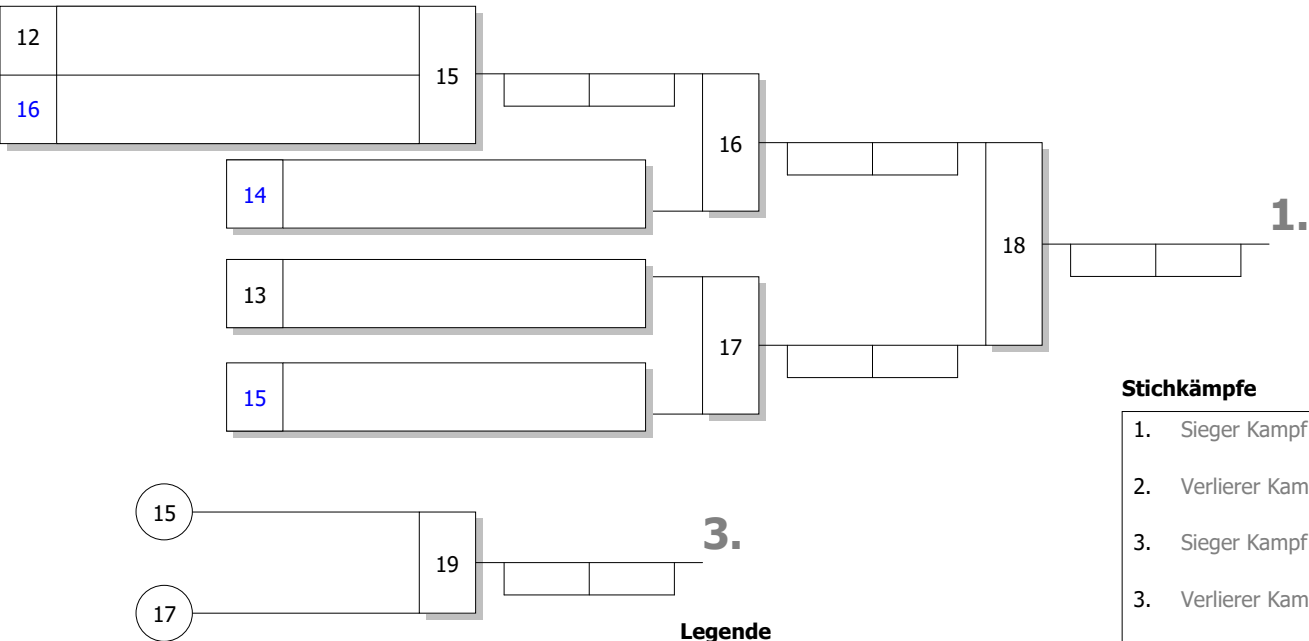 12
16
15
14
16
13
15
17
18
1.
15
17
19
3.
Stichkämpfe
1. Sieger Kampf
2. Verlierer Kam
3. Sieger Kampf
3. Verlierer Kam
Legende